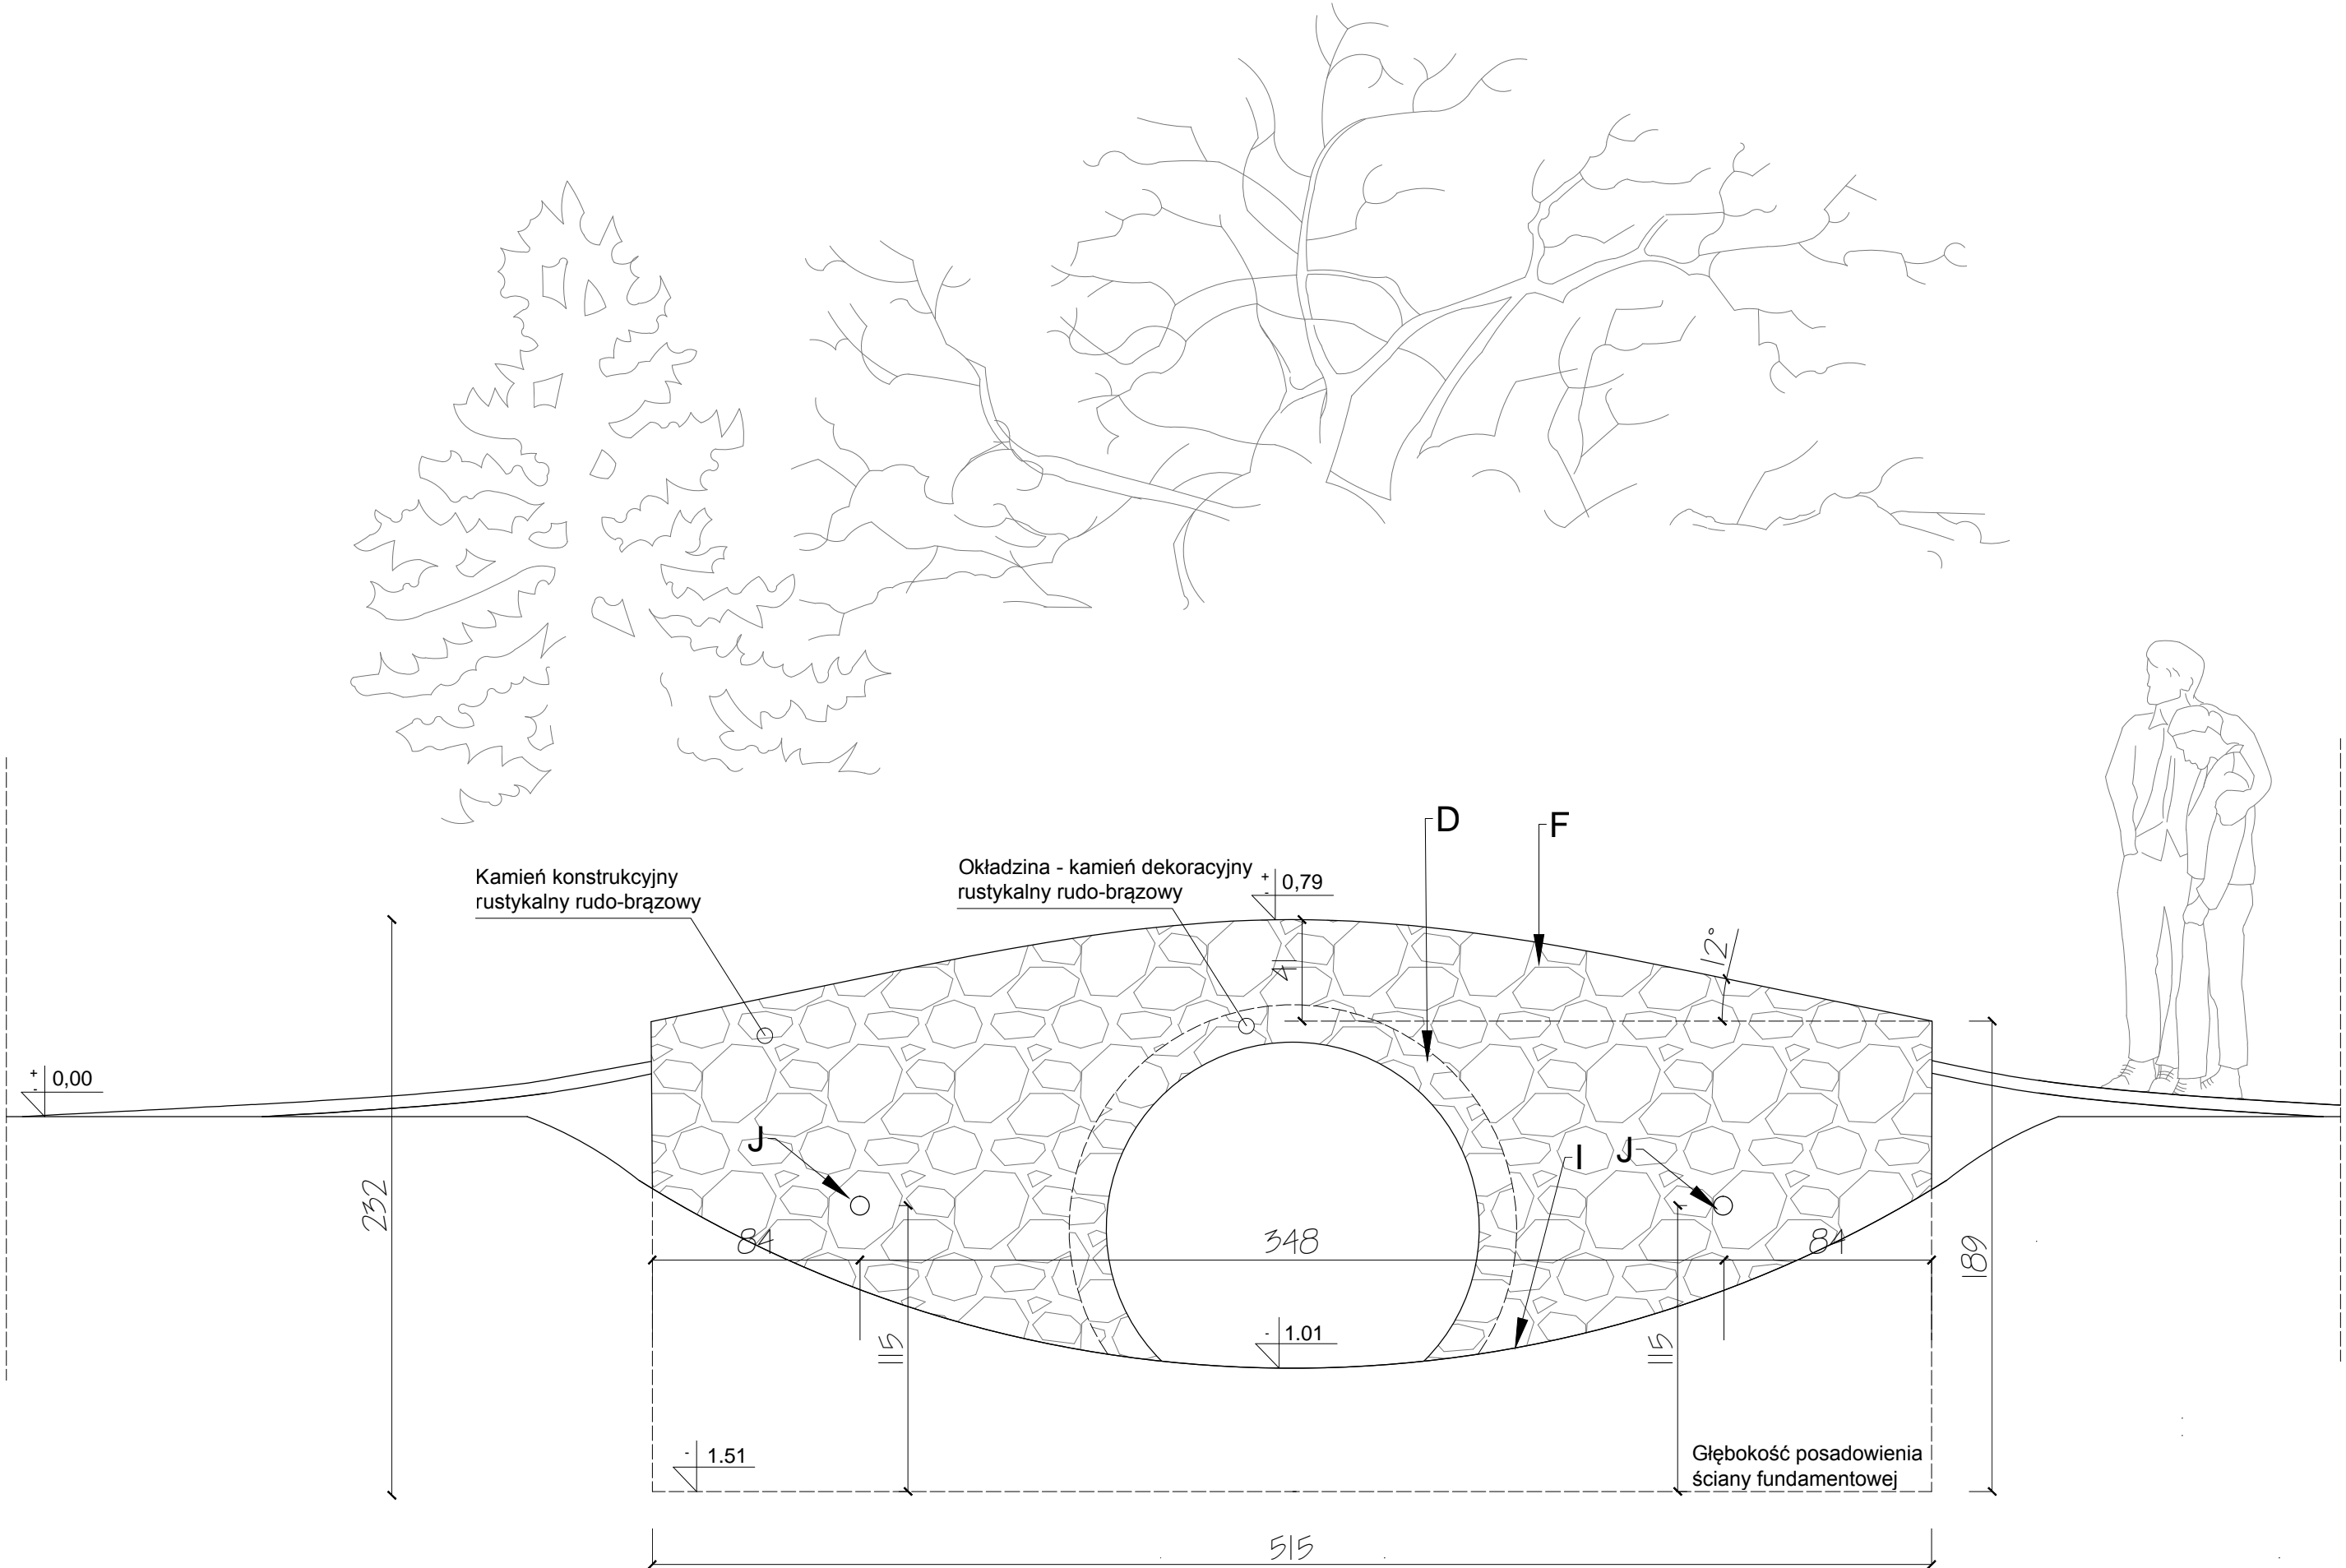 D
F
Kamień konstrukcyjny
rustykalny rudo-brązowy
Okładzina - kamień dekoracyjny
rustykalny rudo-brązowy
+
- 0,79
12°
41
+
- 0,00
J
I
J
232
84
348
84
189
115
- 1.01
115
- 1.51
Głębokość posadowienia
ściany fundamentowej
515